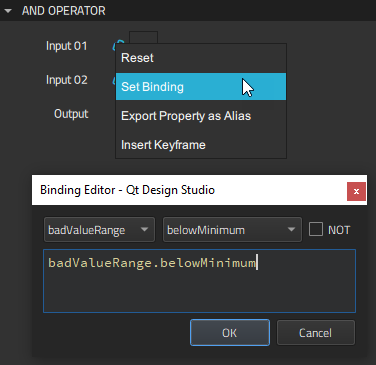 AND OPERATOR
Input 01
Reset
Input 02
Set Binding
Output
Export Property as Alias
Insert Keyframe
Binding Editor - Qt Design Studio
x
badValueRange belowMinimum NOT
badValueRange.belowMinimum
OK Cancel